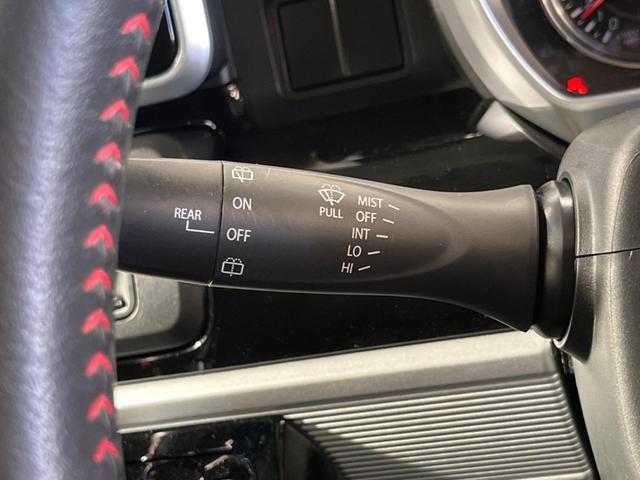 REAR
ON
OFF
PULL
MIST
OFF
INT
LO
HI